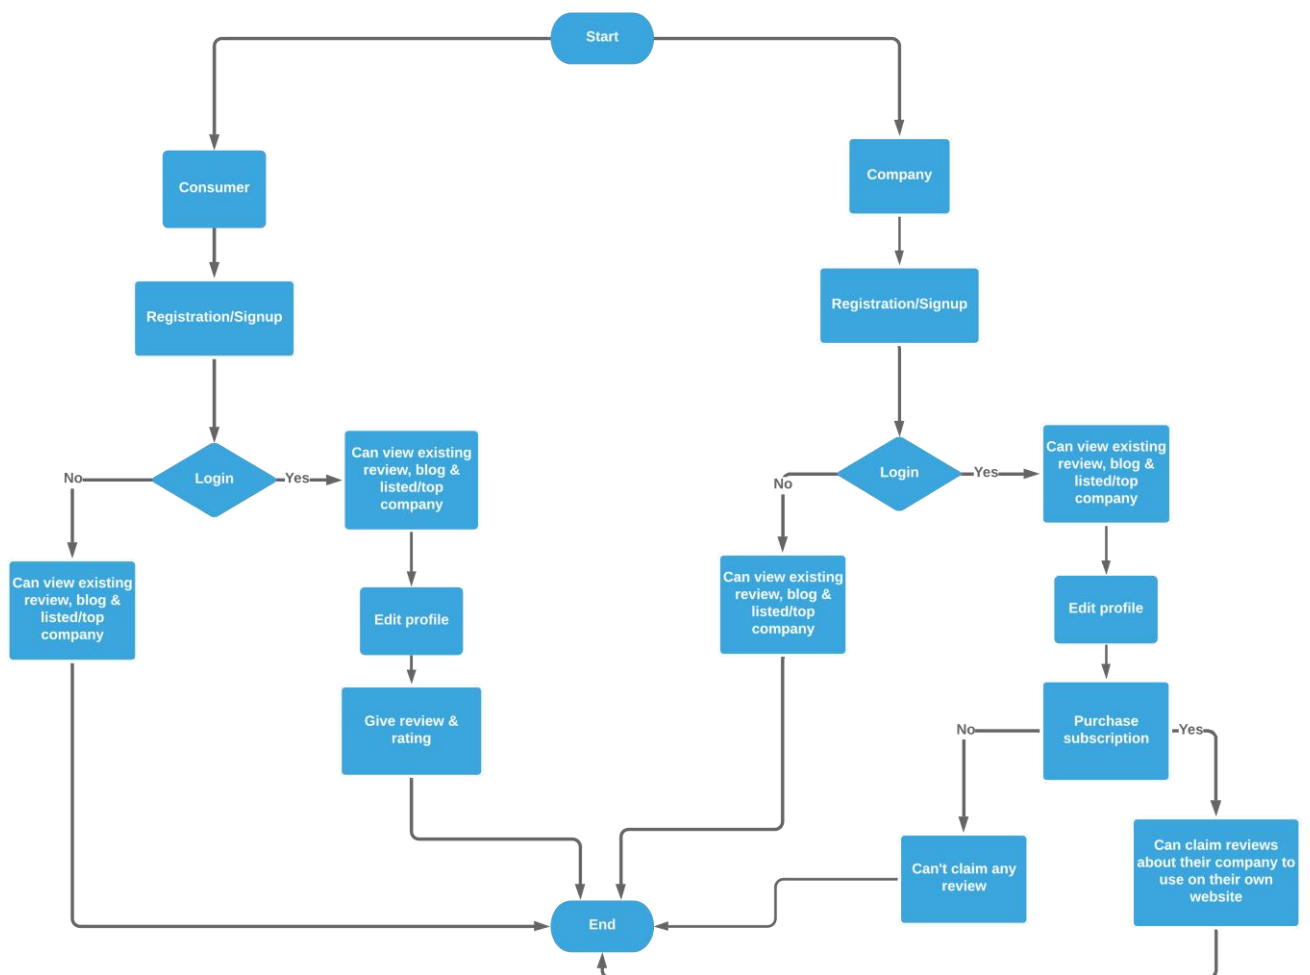 Start
Consumer
Company
Registration/Signup
Registration/Signup
Login
No
Yes
Can view existing
review, blog &
listed/top
company
Login
No
Yes
Can view existing
review, blog &
listed/top
company
Can view existing
review, blog &
listed/top
company
Edit profile
Can view existing
review, blog &
listed/top
company
Edit profile
Give review &
rating
Purchase
subscription
No
Yes
Can't claim any
review
Can claim reviews
about their company to
use on their own
website
End